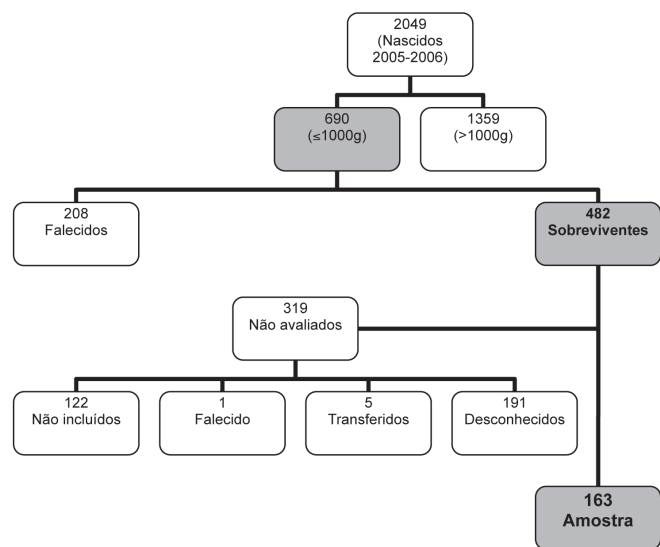 2049
(Nascidos
2005-2006)
690
(≤1000g)
1359
(>1000g)
208
Falecidos
482
Sobreviventes
319
Não avaliados
122
Não incluídos
1
Falecido
5
Transferidos
191
Desconhecidos
163
Amostra